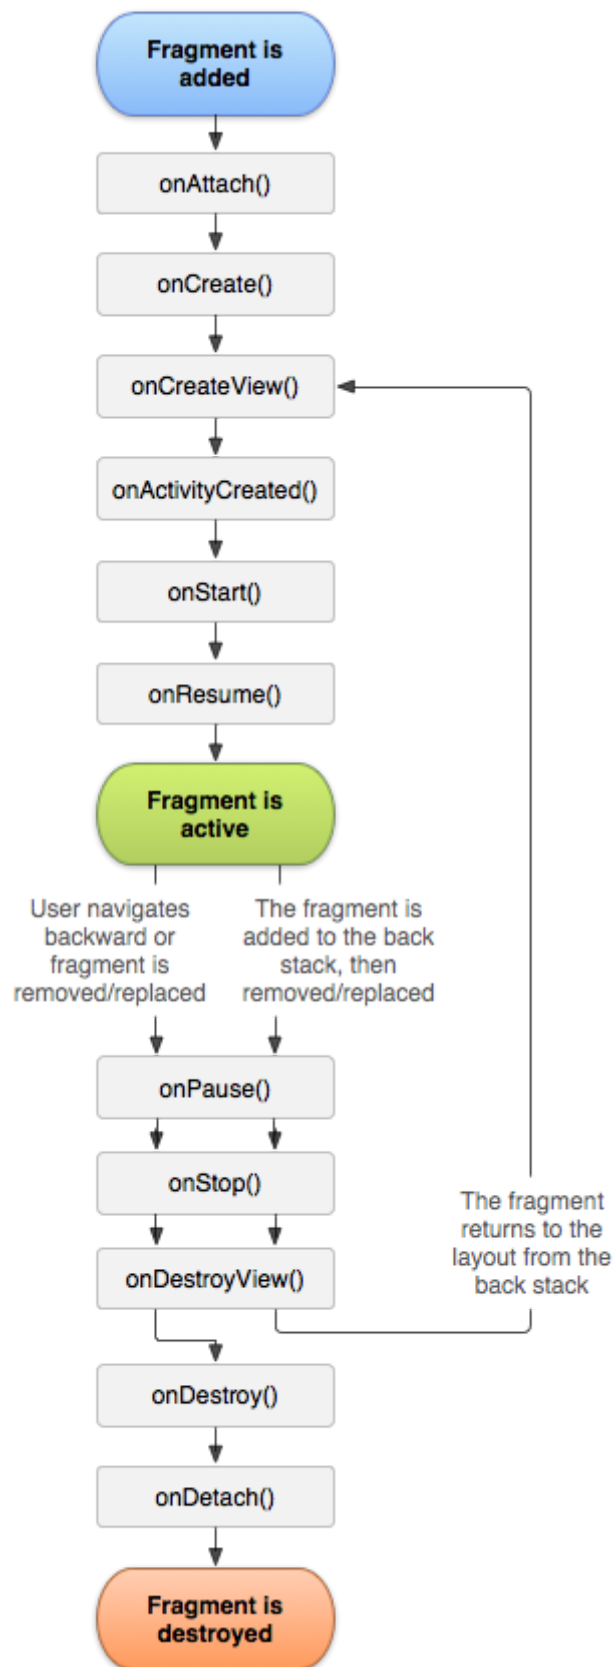 Fragment is
added
onAttach()
onCreate()
onCreateView()
onActivityCreated()
onStart()
onResume()
Fragment is
active
User navigates
backward or
fragment is
removed/replaced
The fragment is
added to the back
stack, then
removed/replaced
onPause()
onStop()
onDestroyView()
The fragment
returns to the
layout from the
back stack
onDestroy()
onDetach()
Fragment is
destroyed